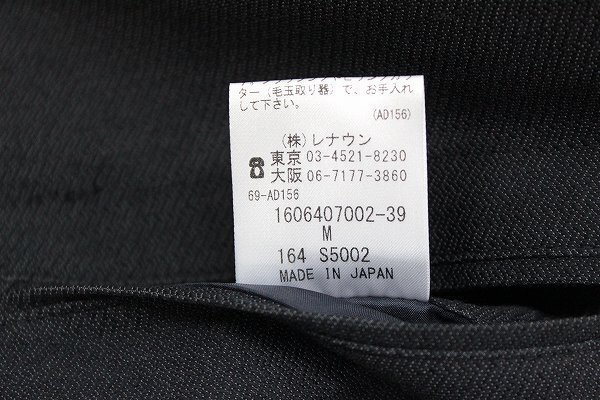 ター（毛玉取り器）で、お手入れ
して下さい。
(AD156)
（株）レナウン
☎東京 03-4521-8230
大阪 06-7177-3860
69-AD156
1606407002-39
M
164 S5002
MADE IN JAPAN